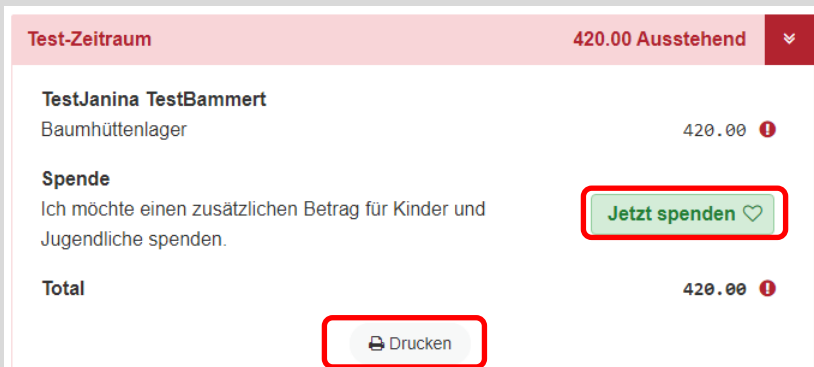 Test-Zeitraum 420.00 Ausstehend
TestJanina TestBammert
Baumhüttenlager 420.00
Spende
Ich möchte einen zusätzlichen Betrag für Kinder und
Jugendliche spenden.
Jetzt spenden
Total 420.00
Drucken